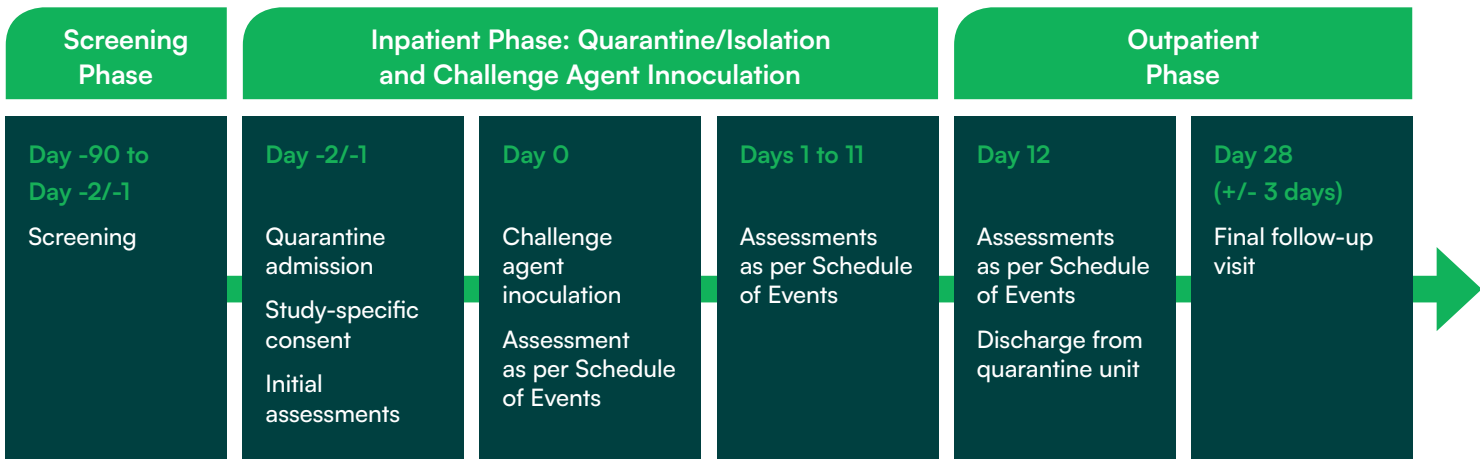 Screening
Phase
Inpatient Phase: Quarantine/Isolation
and Challenge Agent Innoculation
Outpatient
Phase
Day -90 to
Day -2/-1
Screening
Day -2/-1
Quarantine
admission
Study-specific
consent
Initial
assessments
Day 0
Challenge
agent
inoculation
Assessment
as per Schedule
of Events
Days 1 to 11
Assessments
as per Schedule
of Events
Day 12
Assessments
as per Schedule
of Events
Discharge from
quarantine unit
Day 28
(+/- 3 days)
Final follow-up
visit